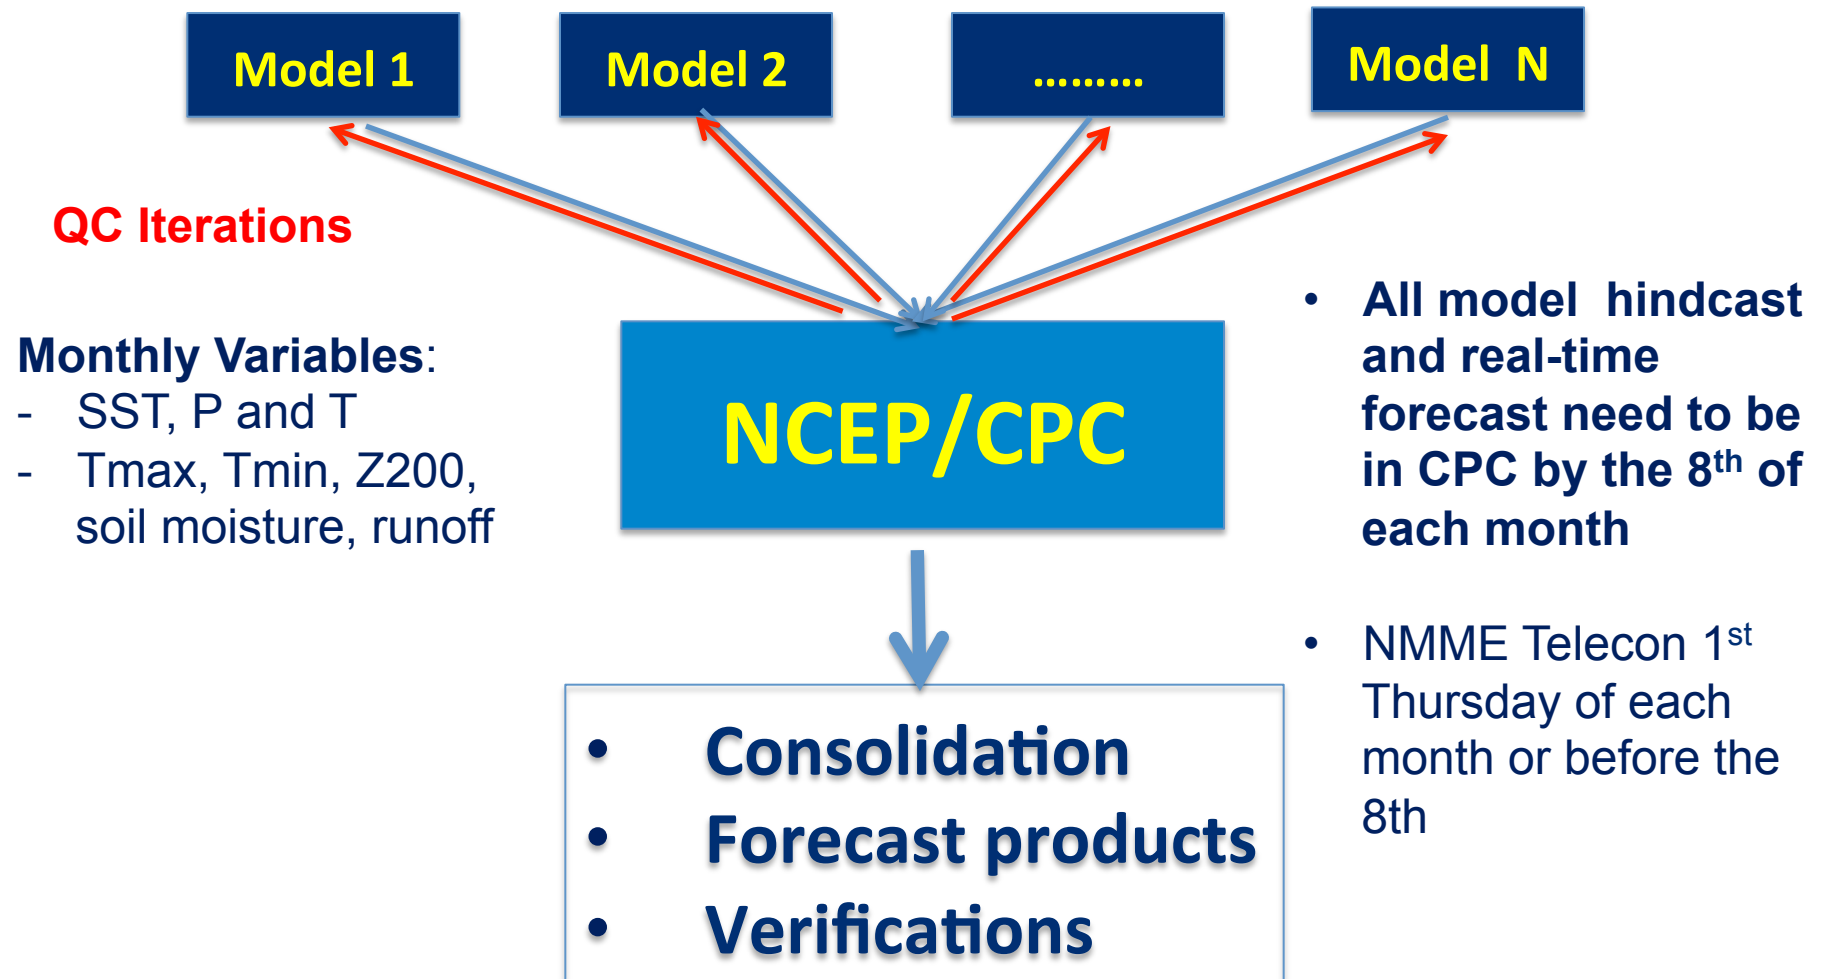 Model 1
Model 2
.........
Model N
QC Iterations
Monthly Variables:
- SST, P and T
- Tmax, Tmin, Z200,
soil moisture, runoff
NCEP/CPC
• All model hindcast
and real-time
forecast need to be
in CPC by the 8th of
each month
• NMME Telecon 1st
Thursday of each
month or before the
8th
• Consolidation
• Forecast products
• Verifications